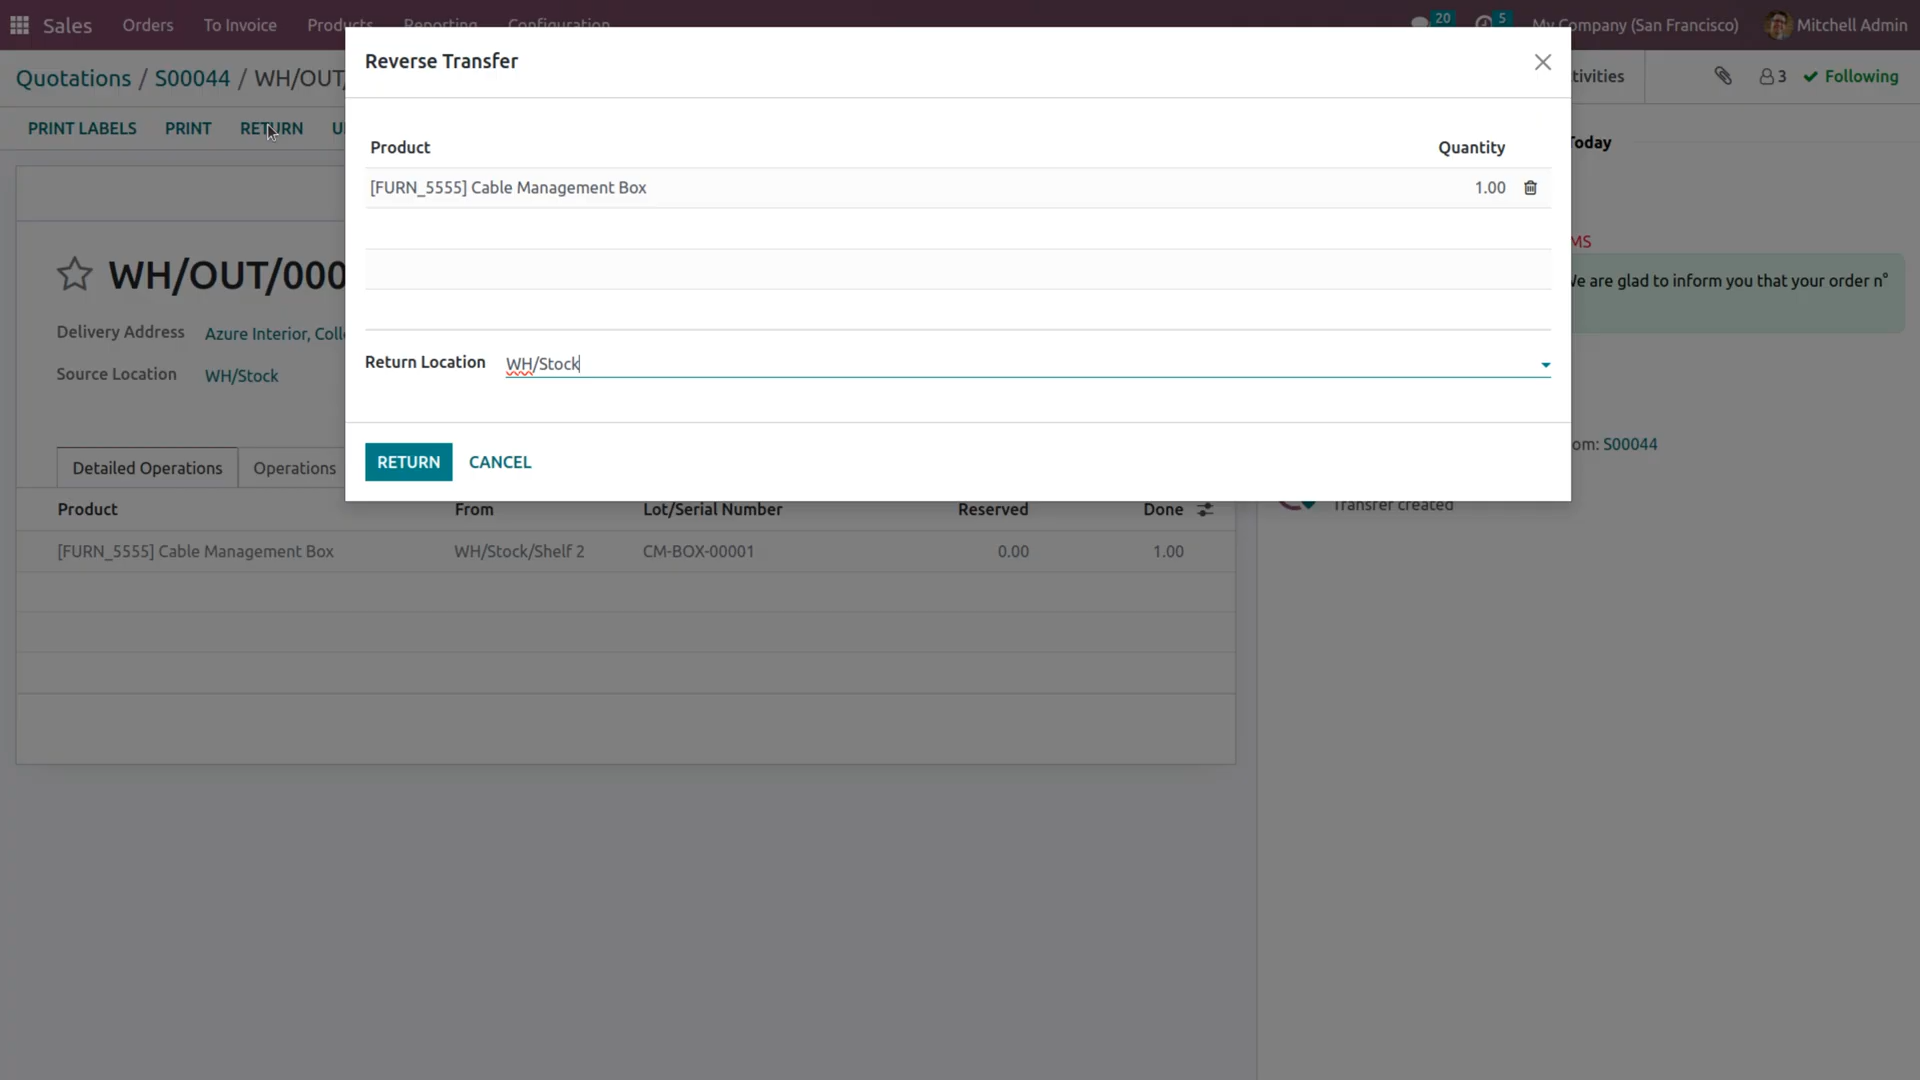 Sales Orders To Invoice Products Reporting Configuration 20 5 My Company (San Francisco) Mitchell Admin
Reverse Transfer
Quotations / S00044 / WH/OUT/
tivities 3 Following
PRINT LABELS PRINT RETURN
Today
Product Quantity
[FURN_5555] Cable Management Box 1.00
MS
WH/OUT/000
We are glad to inform you that your order n°
Delivery Address Azure Interior,
Return Location WH/Stock
Source Location WH/Stock
om: S00044
RETURN CANCEL
Detailed Operations Operations
Transfer created
Product From Lot/Serial Number Reserved Done
[FURN_5555] Cable Management Box WH/Stock/Shelf 2 CM-BOX-00001 0.00 1.00